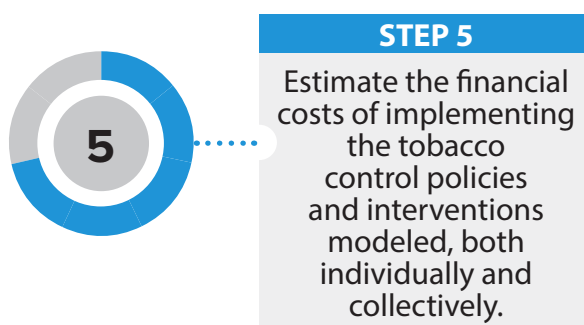 5
STEP 5
Estimate the financial
costs of implementing
the tobacco
control policies
and interventions
modeled, both
individually and
collectively.